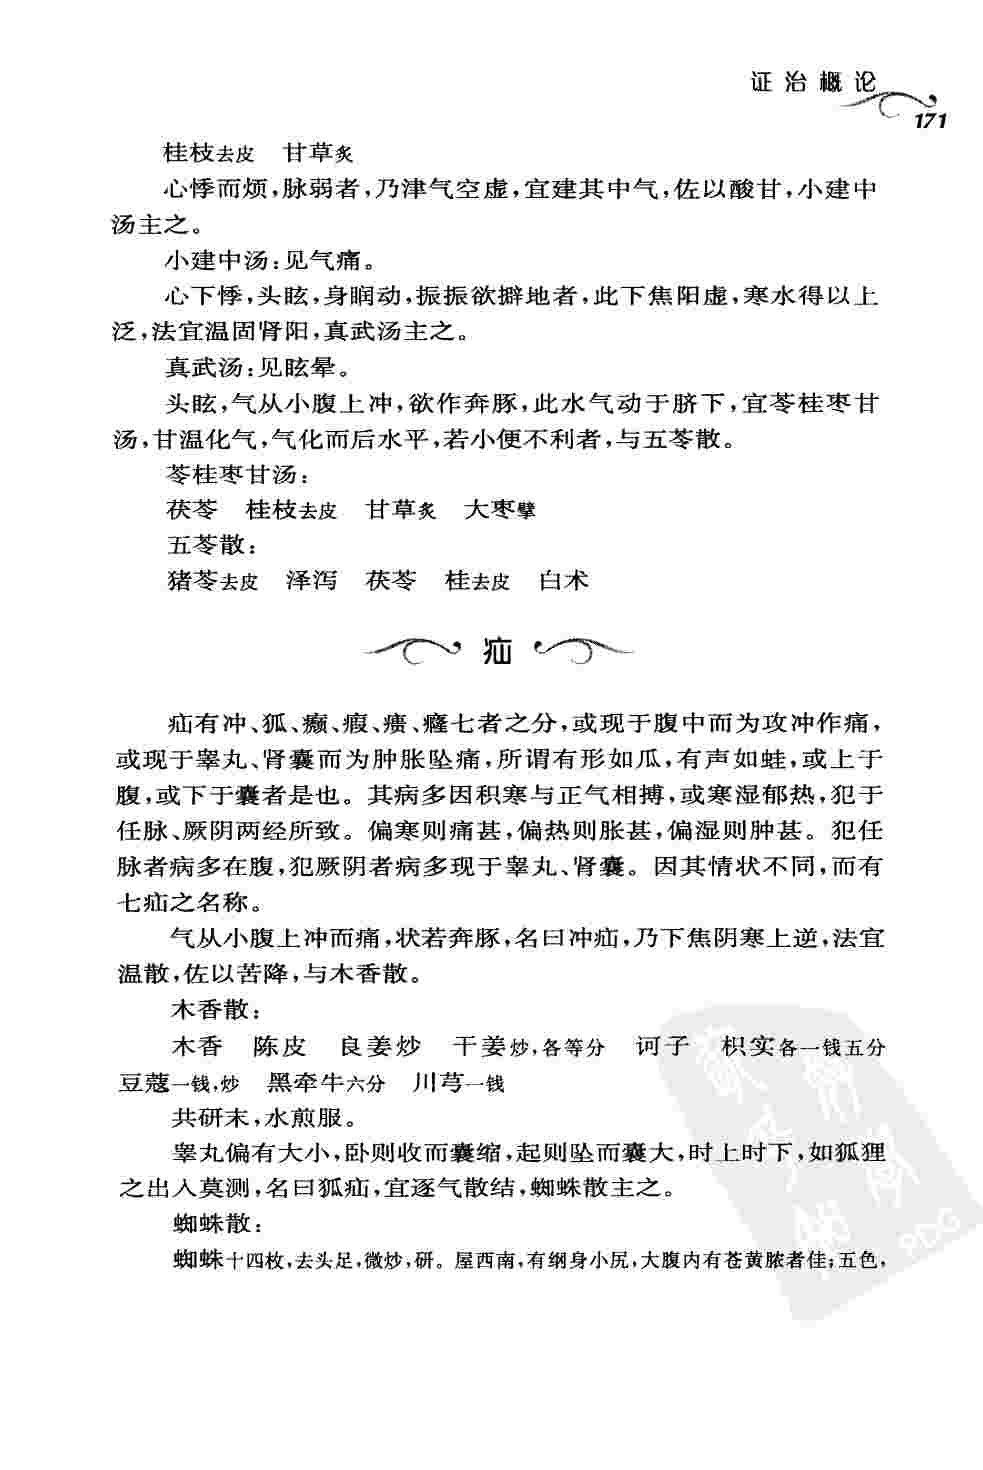 证治概论
171
桂枝去皮 甘草炙
心悸而烦,脉弱者,乃津气空虚,宜建其中气,佐以酸甘,小建中
汤主之。
小建中汤:见气痛。
心下悸,头眩,身瞤动,振振欲擗地者,此下焦阳虚,寒水得以上
泛,法宜温固肾阳,真武汤主之。
真武汤:见眩晕。
头眩,气从小腹上冲,欲作奔豚,此水气动于脐下,宜苓桂枣甘
汤,甘温化气,气化而后水平,若小便不利者,与五苓散。
苓桂枣甘汤:
茯苓 桂枝去皮 甘草炙 大枣擘
五苓散:
猪苓去皮 泽泻 茯苓 桂去皮 白术
疝
疝有冲、狐、癞、瘕、㿉、癃七者之分,或现于腹中而为攻冲作痛,
或现于睾丸、肾囊而为肿胀坠痛,所谓有形如瓜,有声如蛙,或上于
腹,或下于囊者是也。其病多因积寒与正气相搏,或寒湿郁热,犯于
任脉、厥阴两经所致。偏寒则痛甚,偏热则胀甚,偏湿则肿甚。犯任
脉者病多在腹,犯厥阴者病多现于睾丸、肾囊。因其情状不同,而有
七疝之名称。
气从小腹上冲而痛,状若奔豚,名曰冲疝,乃下焦阴寒上逆,法宜
温散,佐以苦降,与木香散。
木香散:
木香 陈皮 良姜炒 干姜炒,各等分 诃子 枳实各一钱五分
豆蔻一钱,炒 黑牵牛六分 川芎一钱
共研末,水煎服。
睾丸偏有大小,卧则收而囊缩,起则坠而囊大,时上时下,如狐狸
之出入莫测,名曰狐疝,宜逐气散结,蜘蛛散主之。
蜘蛛散:
蜘蛛十四枚,去头足,微炒,研。屋西南,有纲身小尻,大腹内有苍黄脓者佳;五色,
PDG